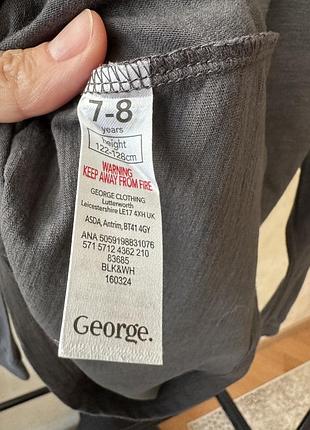 7-8
years
height
122-128cm
WARNING
KEEP AWAY FROM FIRE
GEORGE CLOTHING
Lutterworth
Leicestershire LE17 4XH UK
ASDA, Antrim, BT41 4GY
ANA 5059198831076
571 5712 4362 210
83685
BLK&WH
160324
George.